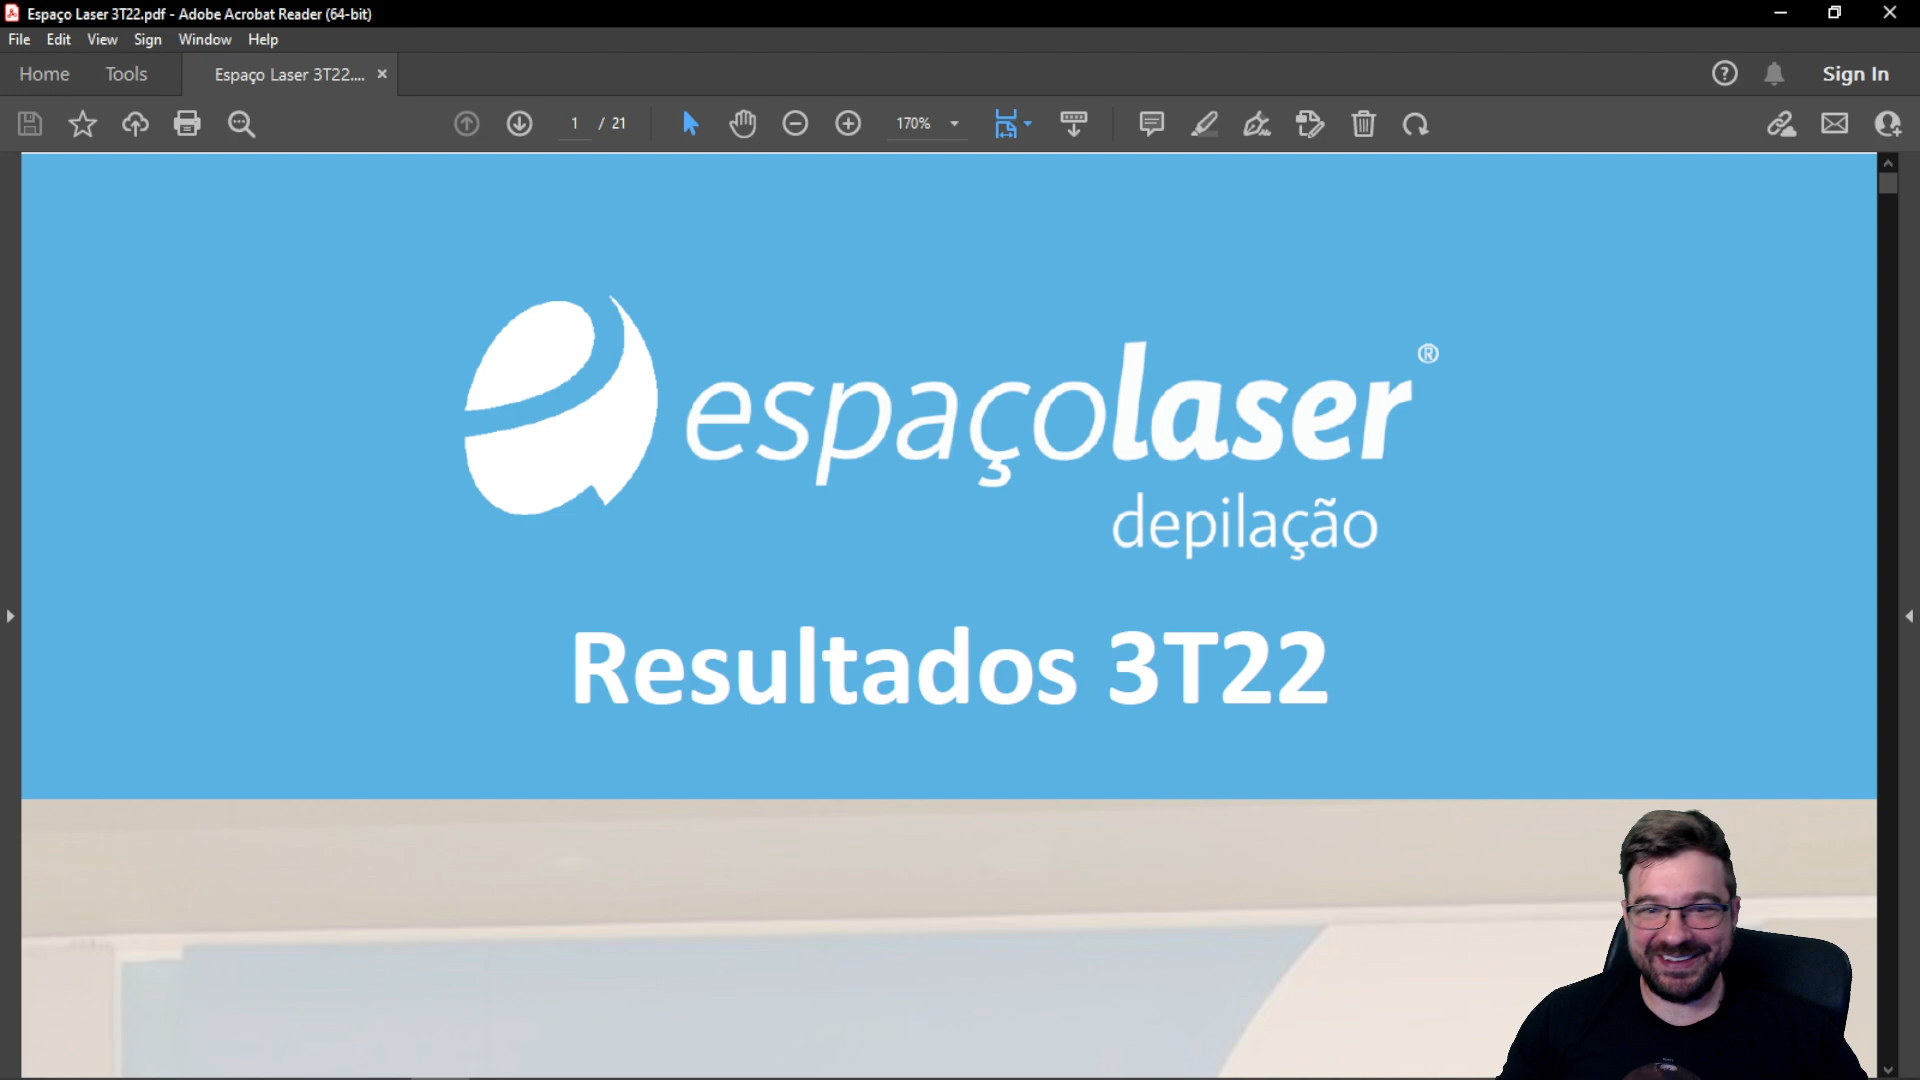 Espaço Laser 3T22.pdf - Adobe Acrobat Reader (64-bit)
File Edit View Sign Window Help
Home Tools Espaço Laser 3T22.... × Sign In
1 / 21 170%
espaçolaser®
depilação
Resultados 3T22